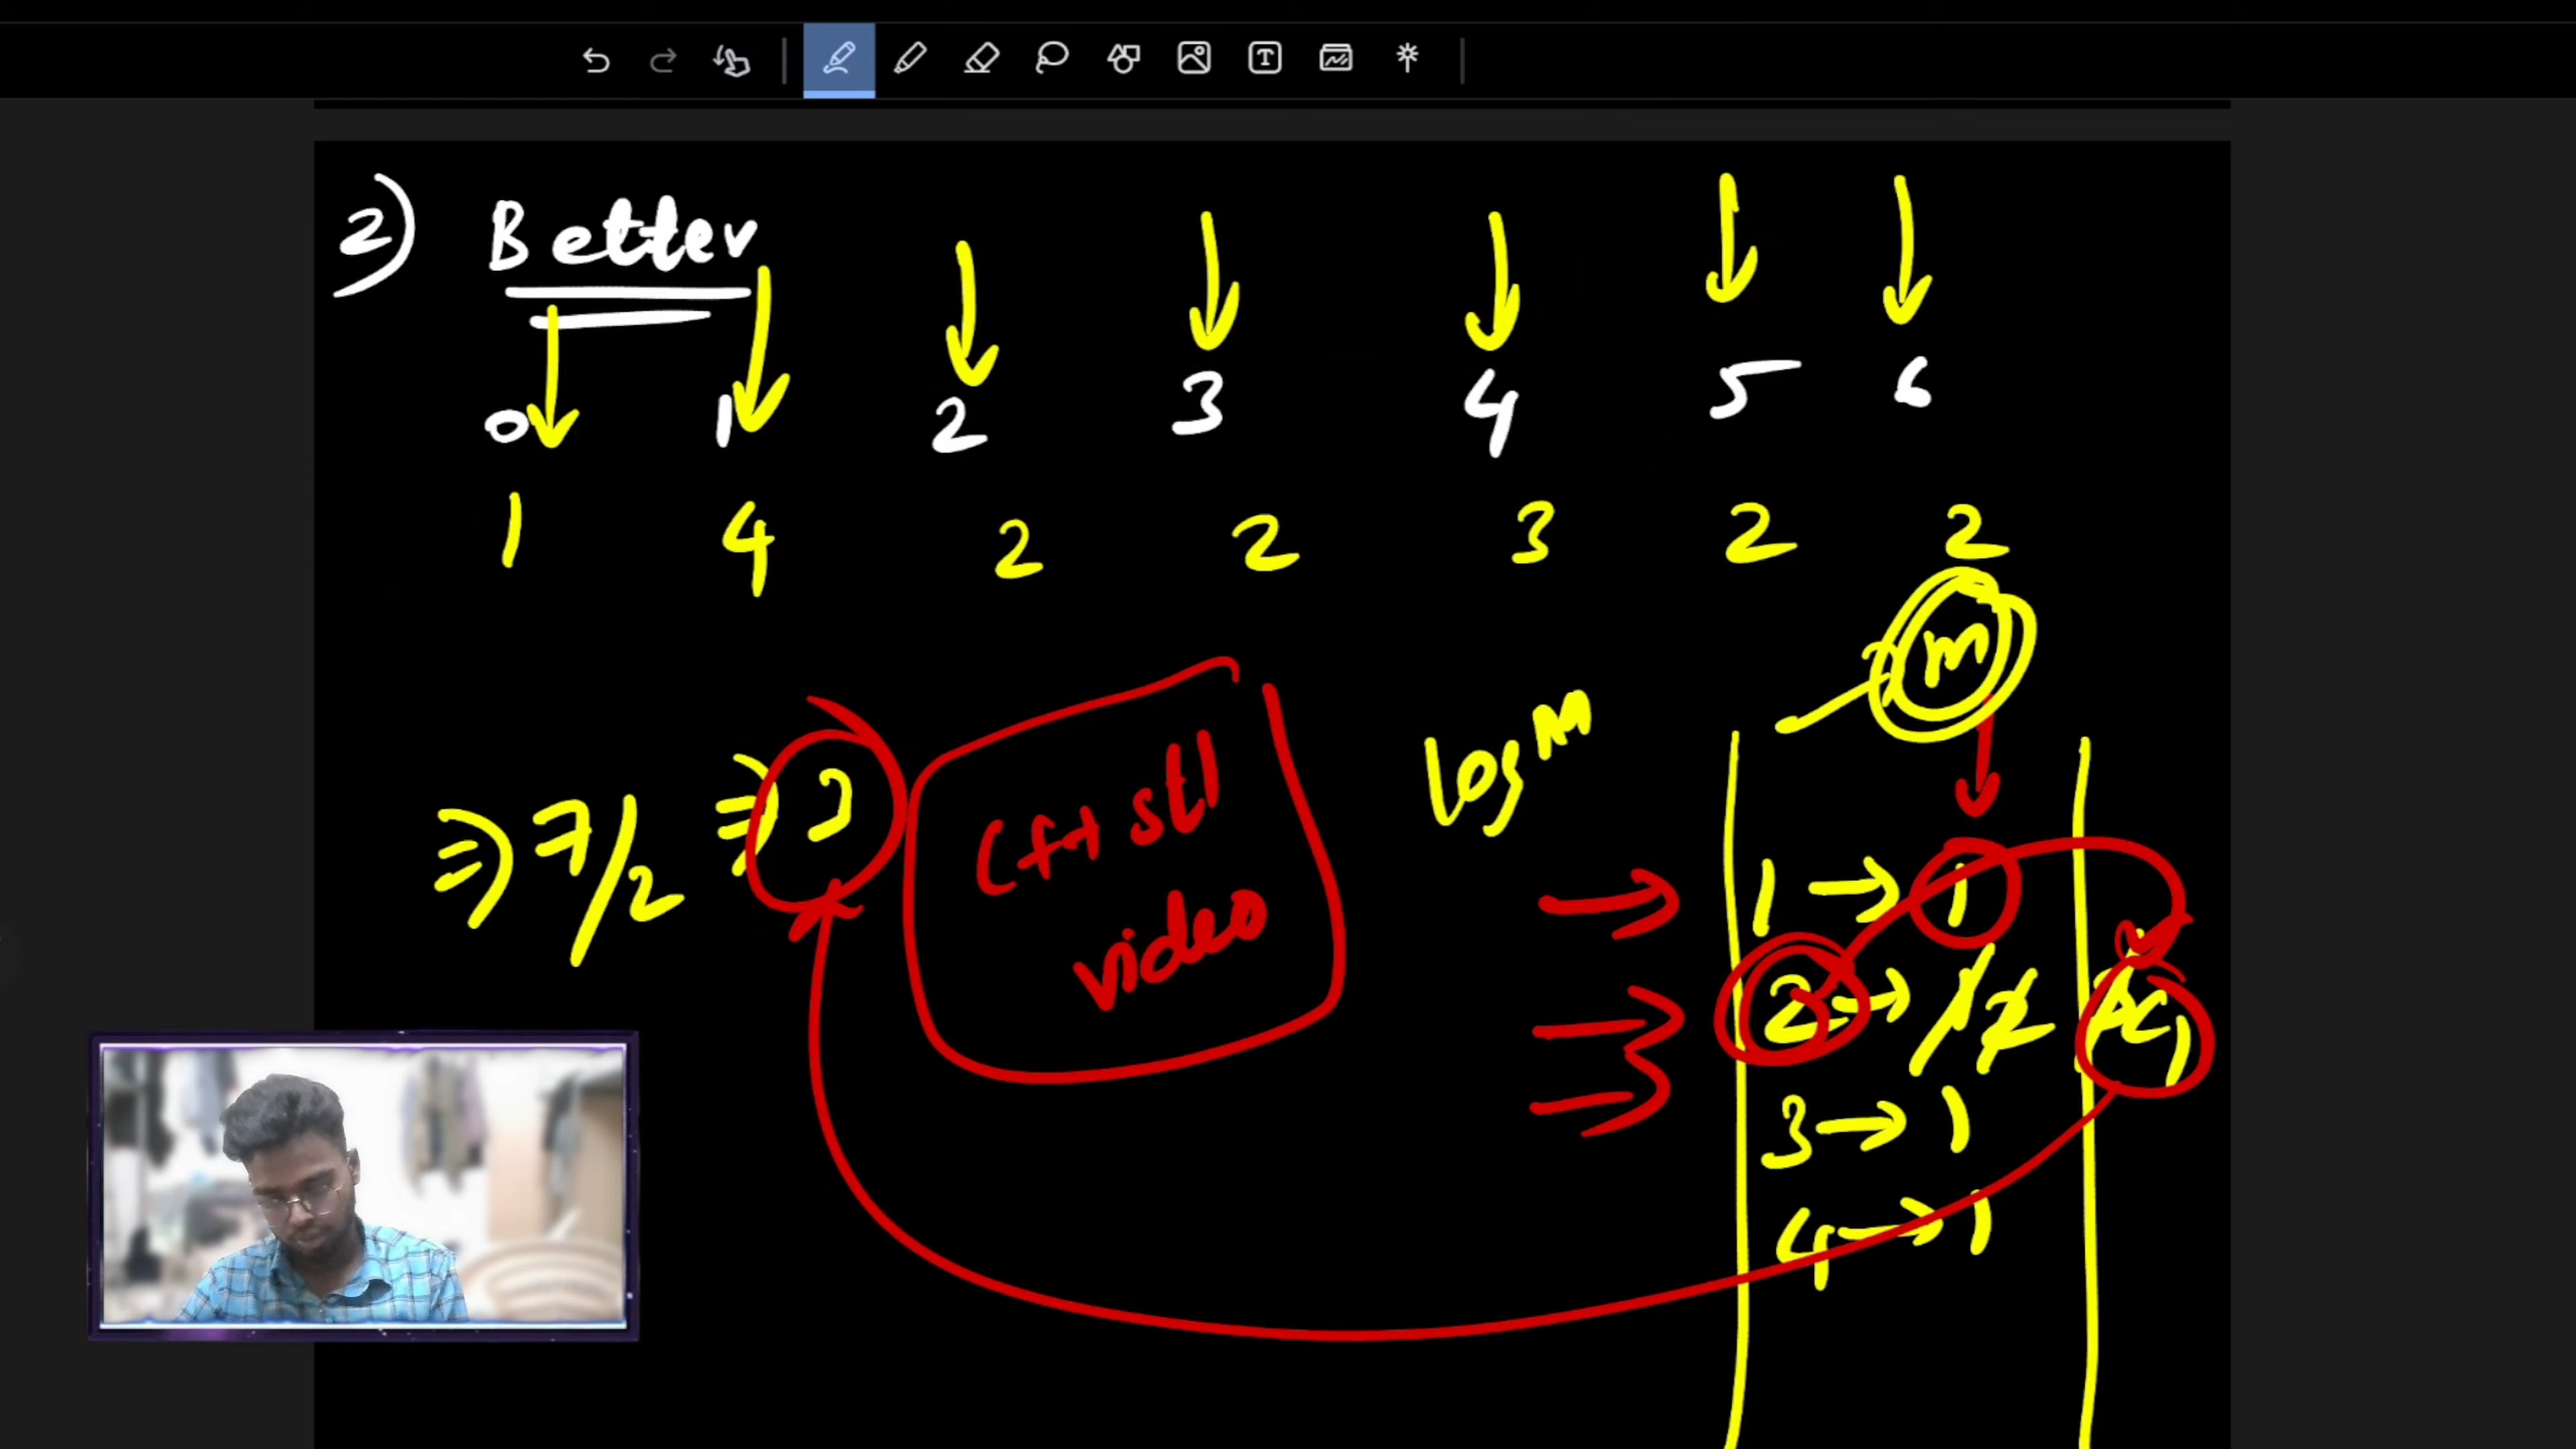 2) Better
0 1 2 3 4 5 6
1 4 2 2 3 2 2
m
log M
⇒ 7/2 ⇒ 3
C++ stl
video
1 → 1
2 → 1 2
3 → 1
4 → 1